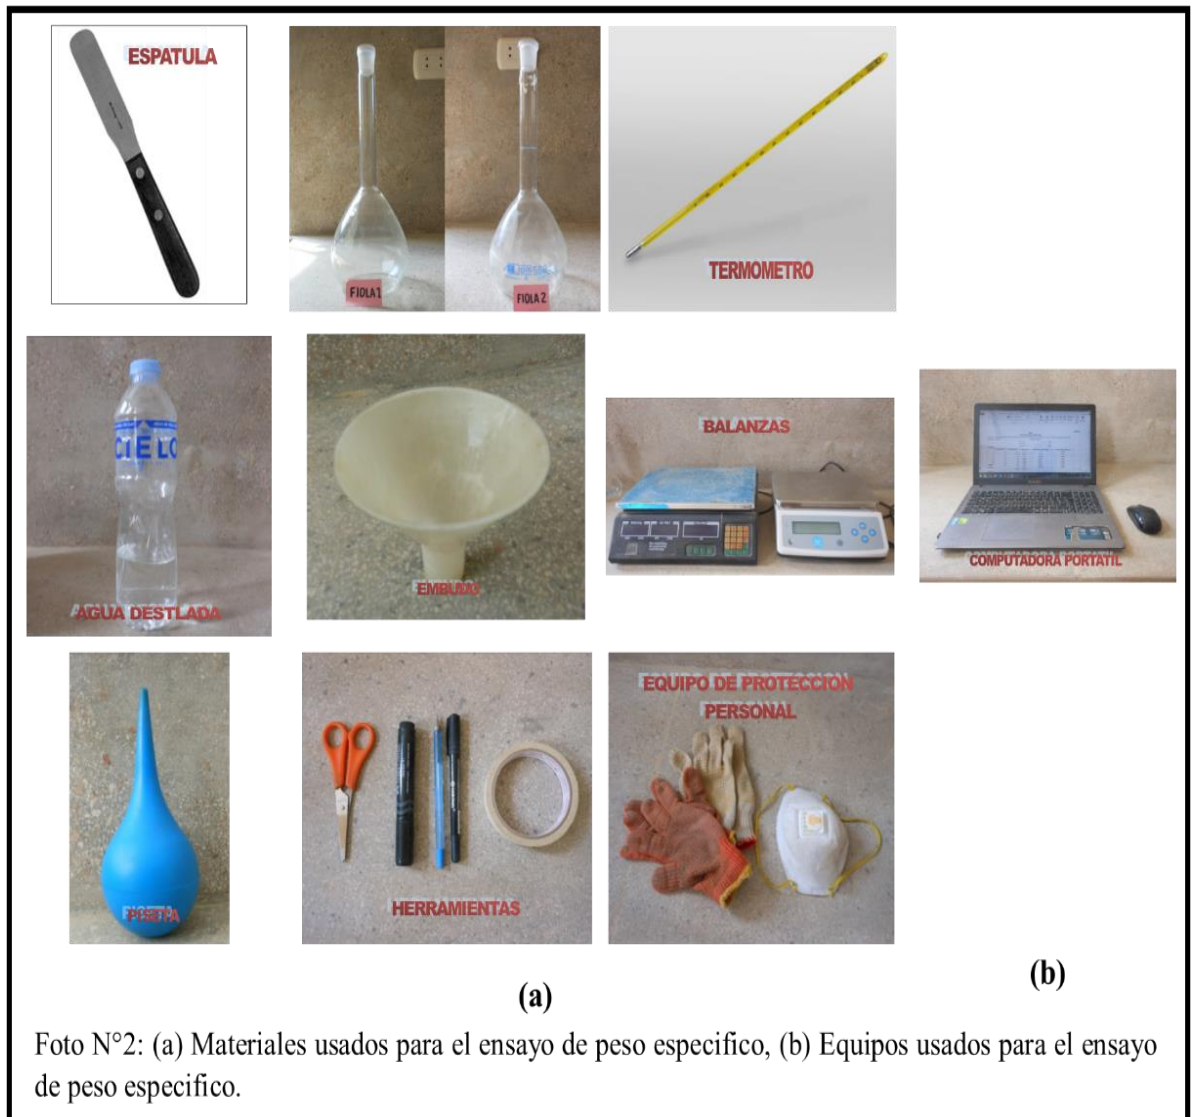 ESPATULA
FIOLA 1
FIOLA 2
TERMOMETRO
CIELO
AGUA DESTLADA
EMBUDO
BALANZAS
COMPUTADORA PORTATIL
PISETA
HERRAMIENTAS
EQUIPO DE PROTECCION
PERSONAL
(a)
(b)
Foto N°2: (a) Materiales usados para el ensayo de peso especifico, (b) Equipos usados para el ensayo
de peso especifico.